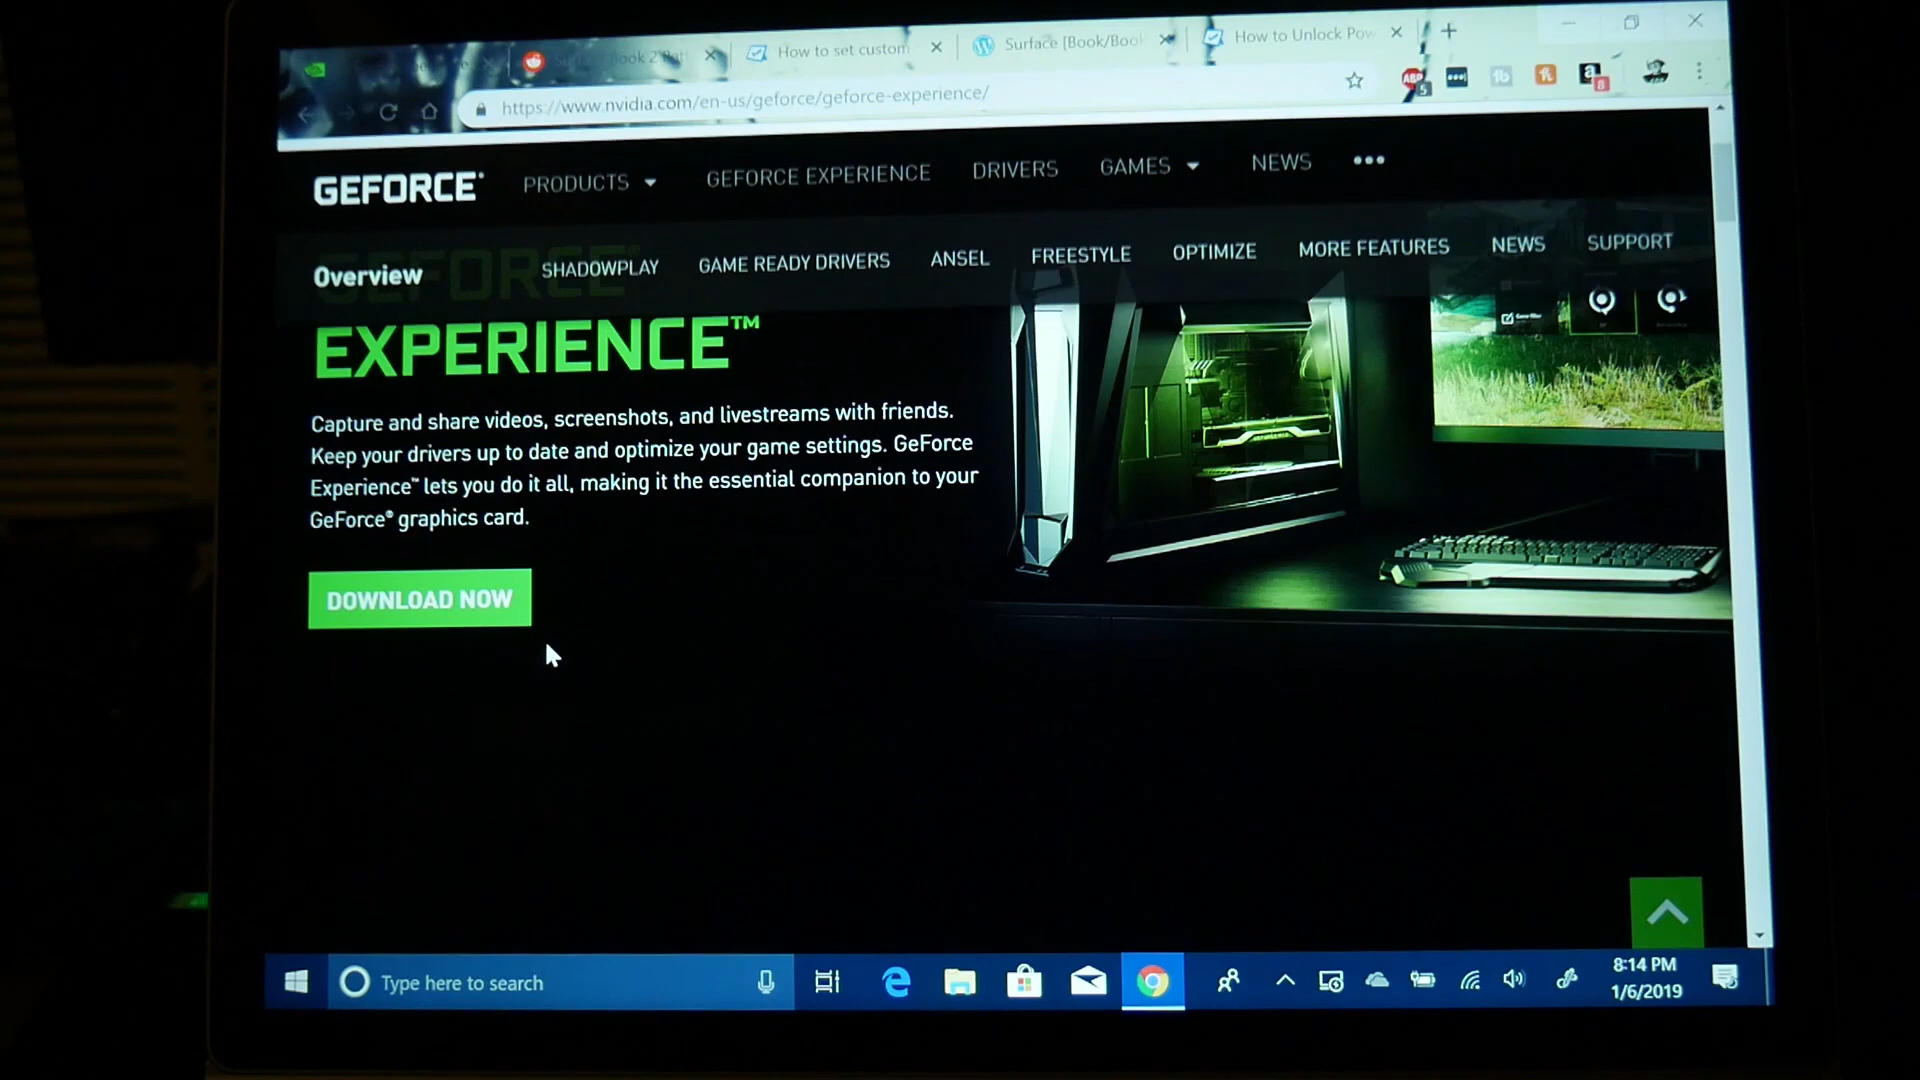 How to set custom
Surface [Book/Book
How to Unlock Pow
https://www.nvidia.com/en-us/geforce/geforce-experience/
ABP
5
8
GEFORCE
PRODUCTS
GEFORCE EXPERIENCE
DRIVERS
GAMES
NEWS
Overview
SHADOWPLAY
GAME READY DRIVERS
ANSEL
FREESTYLE
OPTIMIZE
MORE FEATURES
NEWS
SUPPORT
GEFORCE
EXPERIENCE™
Capture and share videos, screenshots, and livestreams with friends.
Keep your drivers up to date and optimize your game settings. GeForce
Experience™ lets you do it all, making it the essential companion to your
GeForce® graphics card.
DOWNLOAD NOW
Type here to search
8:14 PM
1/6/2019